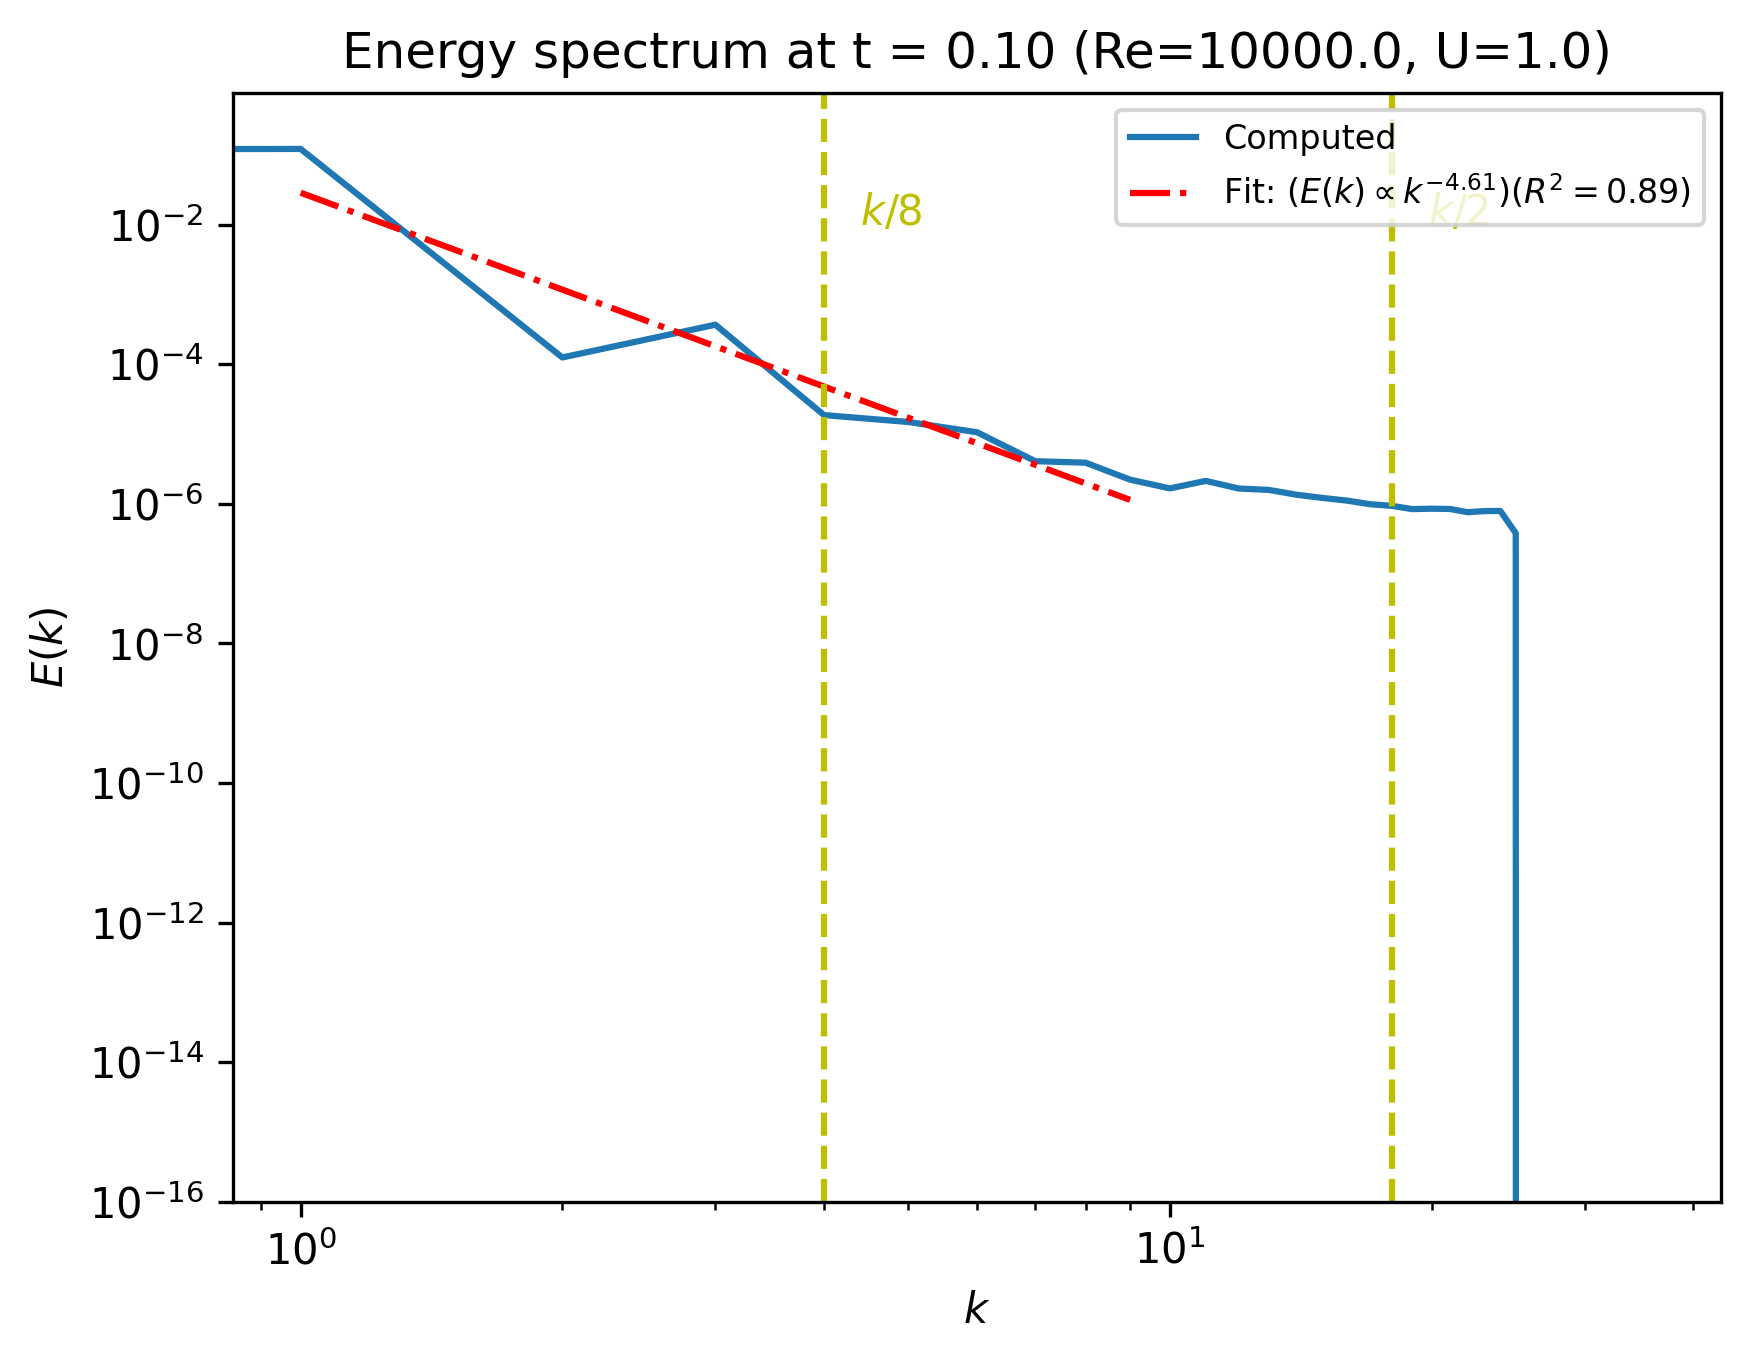 Energy spectrum at t = 0.10 (Re=10000.0, U=1.0)
Computed
Fit: (E(k) ∝ k^{-4.61})(R^2 = 0.89)
k/8
k/2
10^{-2}
10^{-4}
10^{-6}
10^{-8}
10^{-10}
10^{-12}
10^{-14}
10^{-16}
E(k)
10^0
10^1
k